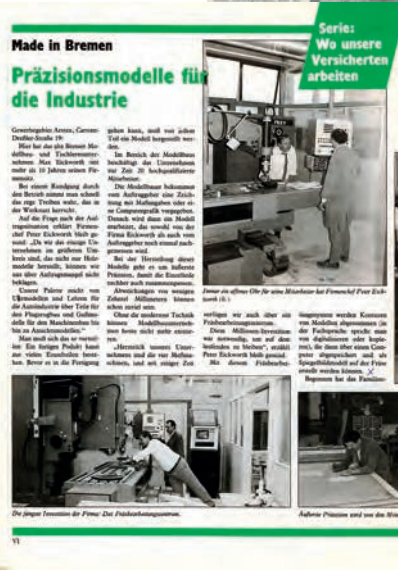 Serie:
Wo unsere
Versicherten
arbeiten
Made in Bremen
Präzisionsmodelle für
die Industrie
Gewerbegebiet Arsten, Carsten-
Dreßler-Straße 19:
Hier hat das alte Bremer Mo-
dellbau- und Tischlereiunter-
nehmen Max Eickworth seit
mehr als 10 Jahren seinen Fir-
mensitz.
Bei einem Rundgang durch
den Betrieb nimmt man schnell
das rege Treiben wahr, das in
der Werkstatt herrscht.
Auf die Frage nach der Auf-
tragssituation erklärt Firmen-
chef Peter Eickworth
„Da wir das einzige Un-
ternehmen im größeren Um-
kreis sind, das nicht nur Holz-
modelle herstellt, können wir
uns über Auftragsmangel nicht
beklagen.
Unsere Palette reicht von
Urmodellen und Lehren für
die Autoindustrie über Teile für
den Flugzeugbau und Gußmo-
delle für den Maschinenbau bis
hin zu Ansichtsmodellen.“
Man muß sich das so vorstel-
len: Ein fertiges Produkt kann
aus vielen Einzelteilen beste-
hen. Bevor es in die Fertigung
gehen kann, muß von jedem
Teil ein Modell hergestellt wer-
den.
Im Bereich der Modellbaus
beschäftigt das Unternehmen
zur Zeit 20 hochqualifizierte
Mitarbeiter.
Die Modellbauer bekommen
vom Auftraggeber eine Zeich-
nung mit Maßangaben oder ei-
ne Computergrafik vorgegeben.
Danach wird dann ein Modell
erarbeitet, das sowohl von der
Firma Eickworth als auch vom
Auftraggeber noch einmal nach-
gemessen wird.
Bei der Herstellung dieser
Modelle geht es um äußerste
Präzision, damit die Einzelteile
nachher auch zusammenpassen.
Abweichungen von wenigen
Zehntel Millimetern können
schon zuviel sein.
Ohne die modernste Technik
können Modellbauunterneh-
men heute nicht mehr existie-
ren.
„Herzstück unseres Unter-
nehmens sind die vier Meßma-
schinen, und seit einiger Zeit
Immer ein offenes Ohr für seine Mitarbeiter hat Firmenchef Peter Eick-
worth
verfügen wir auch über ein
Fräsbearbeitungszentrum.
Diese Millionen-Investition
war notwendig, um auf dem
laufenden zu bleiben“, erzählt
Peter Eickworth
Mit diesem Fräsbearbei-
tungszentrum werden Konturen
von Modellen abgenommen (in
der Fachsprache spricht man
von digitalisieren oder kopie-
ren), die dann über einen Com-
puter abgespeichert und als
Spiegelbildmodell auf der Fräse
erstellt werden können.
Begonnen hat das Familien-
Die jüngste Investition der Firma: Das Fräsbearbeitungszentrum.
Äußerste Präzision wird von den
VI